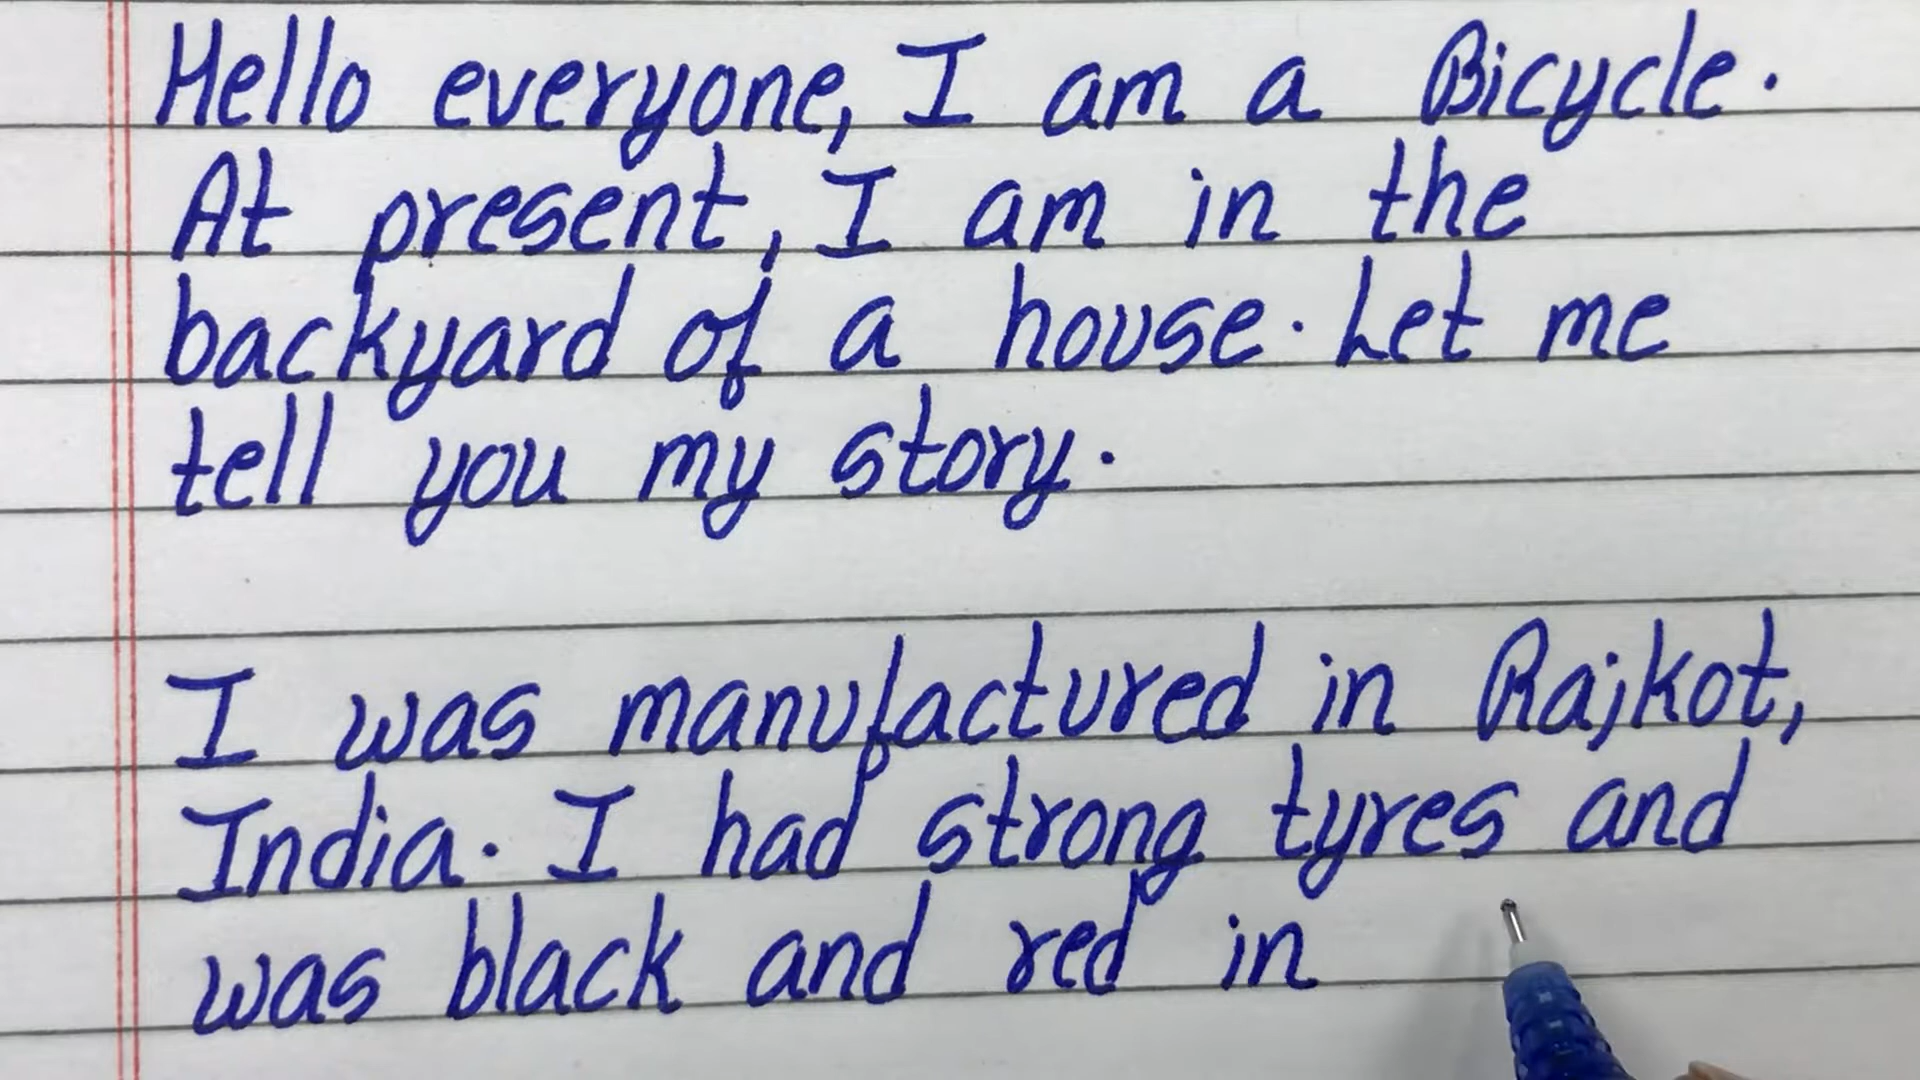 Hello everyone, I am a Bicycle.
At present, I am in the
backyard of a house. Let me
tell you my story.
I was manufactured in Rajkot,
India. I had strong tyres and
was black and red in